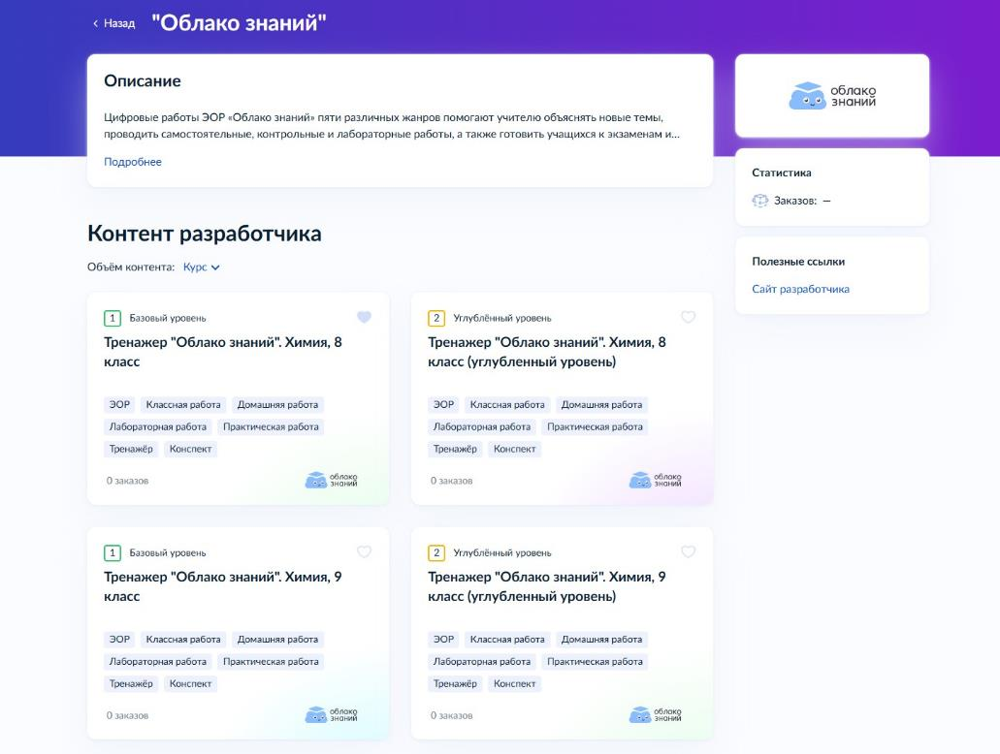 Назад "Облако знаний"
Описание
Цифровые работы ЭОР «Облако знаний» пяти различных жанров помогают учителю объяснять новые темы,
проводить самостоятельные, контрольные и лабораторные работы, а также готовить учащихся к экзаменам и...
Подробнее
облако
знаний
Статистика
Заказов: —
Полезные ссылки
Сайт разработчика
Контент разработчика
Объём контента: Курс
1 Базовый уровень
Тренажер "Облако знаний". Химия, 8
класс
ЭОР Классная работа Домашняя работа
Лабораторная работа Практическая работа
Тренажёр Конспект
0 заказов
облако
знаний
2 Углублённый уровень
Тренажер "Облако знаний". Химия, 8
класс (углубленный уровень)
ЭОР Классная работа Домашняя работа
Лабораторная работа Практическая работа
Тренажёр Конспект
0 заказов
облако
знаний
1 Базовый уровень
Тренажер "Облако знаний". Химия, 9
класс
ЭОР Классная работа Домашняя работа
Лабораторная работа Практическая работа
Тренажёр Конспект
0 заказов
облако
знаний
2 Углублённый уровень
Тренажер "Облако знаний". Химия, 9
класс (углубленный уровень)
ЭОР Классная работа Домашняя работа
Лабораторная работа Практическая работа
Тренажёр Конспект
0 заказов
облако
знаний